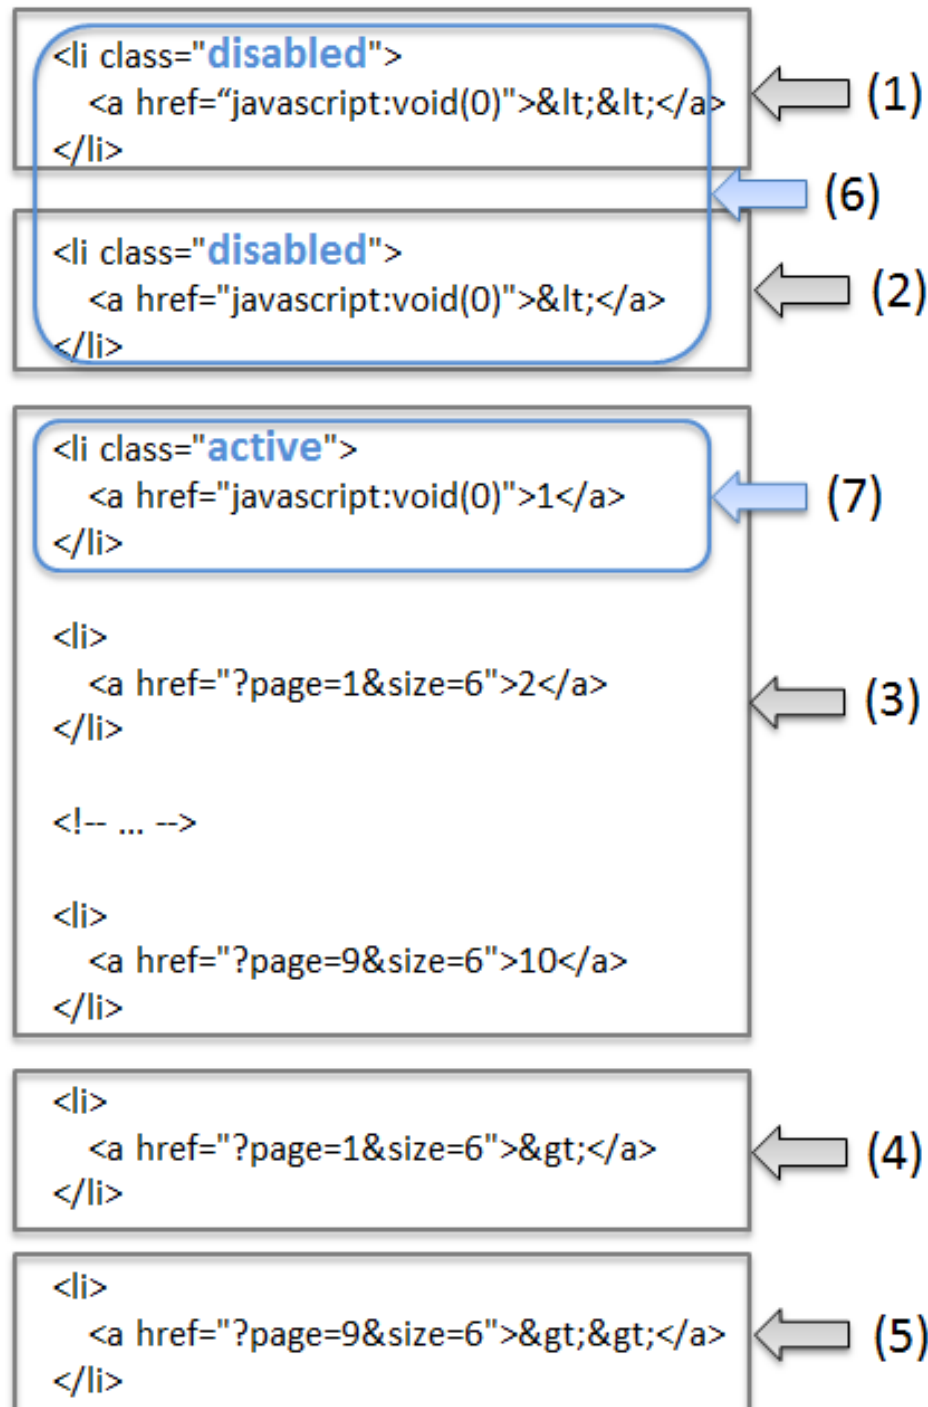 <li class="disabled">
<a href=“javascript:void(0)">&lt;&lt;</a>
</li>
(1)
(6)
<li class="disabled">
<a href="javascript:void(0)">&lt;</a>
</li>
(2)
<li class="active">
<a href="javascript:void(0)">1</a>
</li>
(7)
<li>
<a href="?page=1&size=6">2</a>
</li>
(3)
<!-- ... -->
<li>
<a href="?page=9&size=6">10</a>
</li>
<li>
<a href="?page=1&size=6">&gt;</a>
</li>
(4)
<li>
<a href="?page=9&size=6">&gt;&gt;</a>
</li>
(5)